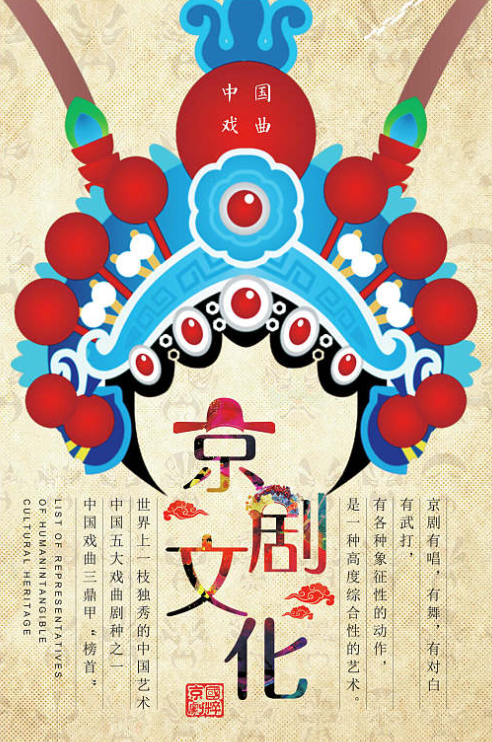 中国
戏曲
京剧文化
京剧有唱，有舞，有对白
有武打，
有各种象征性的动作，
是一种高度综合性的艺术。
世界上一枝独秀的中国艺术
中国五大戏曲剧种之一
中国戏曲三鼎甲“榜首”
LIST OF REPRESENTATIVES
OF HUMANINTANGIBLE
CULTURAL HERITAGE
國粹
京劇